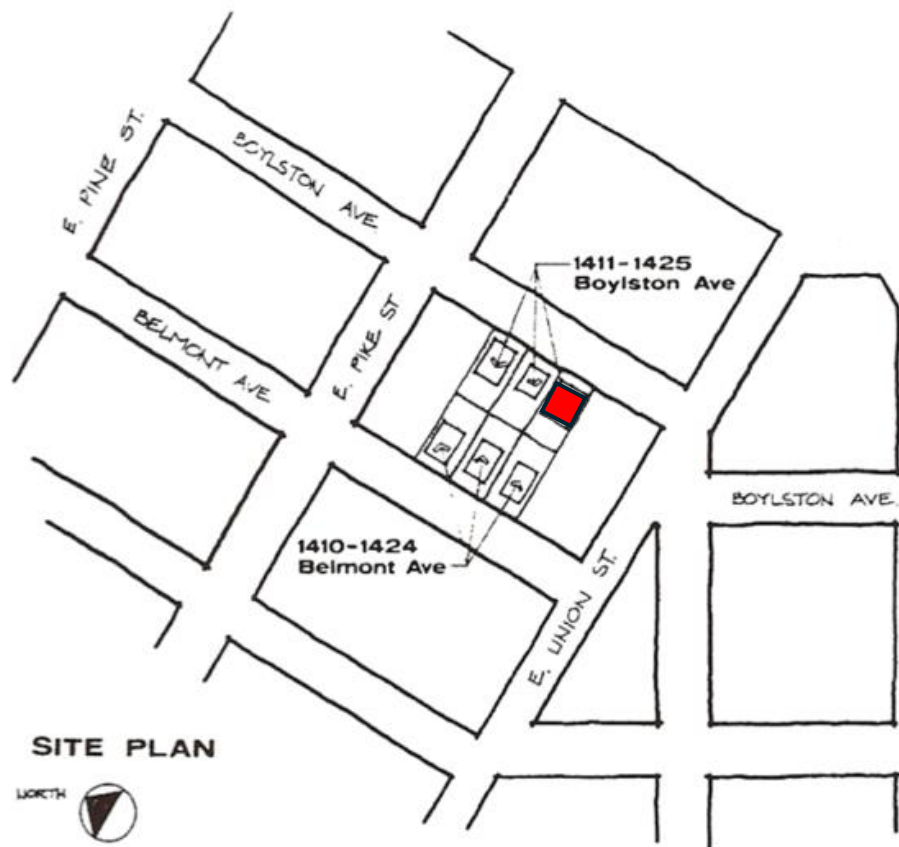 E. PINE ST.
BOYLSTON AVE.
1411-1425
Boylston Ave
BELMONT AVE
E. PIKE ST
BOYLSTON AVE.
1410-1424
Belmont Ave
E. UNION ST.
SITE PLAN
NORTH